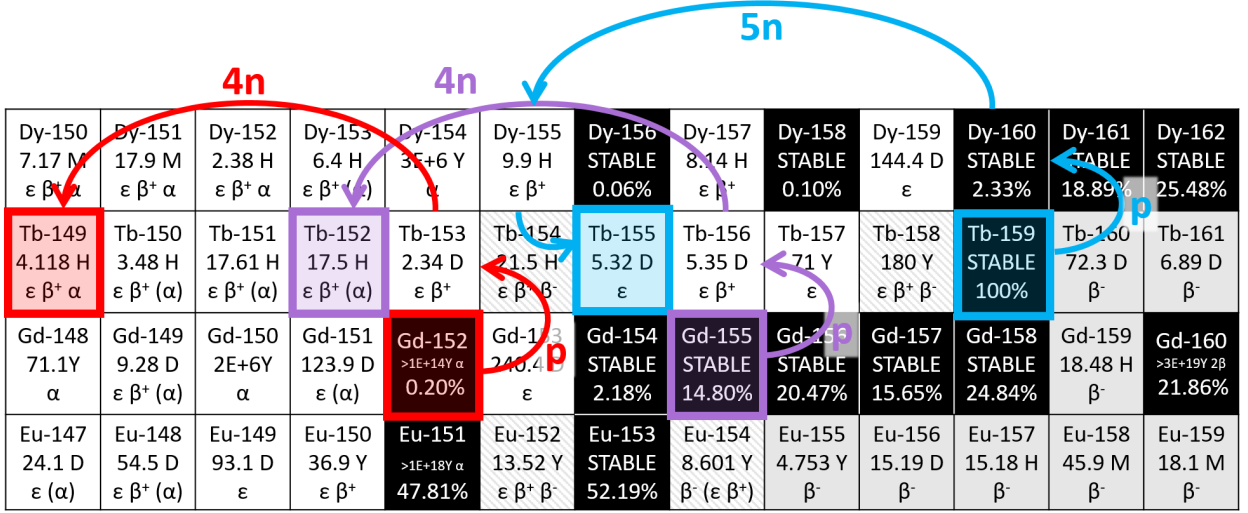 5n
4n
4n
Dy-150 Dy-151 Dy-152 Dy-153 Dy-154 Dy-155 Dy-156 Dy-157 Dy-158 Dy-159 Dy-160 Dy-161 Dy-162
7.17 M 17.9 M 2.38 H 6.4 H 3E+6 Y 9.9 H STABLE 8.14 H STABLE 144.4 D STABLE STABLE STABLE
ε β⁺ α ε β⁺ α ε β⁺ α ε β⁺ (α) α ε β⁺ 0.06% ε β⁺ 0.10% ε 2.33% 18.89% 25.48%
p
Tb-149 Tb-150 Tb-151 Tb-152 Tb-153 Tb-154 Tb-155 Tb-156 Tb-157 Tb-158 Tb-159 Tb-160 Tb-161
4.118 H 3.48 H 17.61 H 17.5 H 2.34 D 21.5 H 5.32 D 5.35 D 71 Y 180 Y STABLE 72.3 D 6.89 D
ε β⁺ α ε β⁺ (α) ε β⁺ (α) ε β⁺ (α) ε β⁺ ε β⁺ β⁻ ε ε β⁺ ε ε β⁺ β⁻ 100% β⁻ β⁻
Gd-148 Gd-149 Gd-150 Gd-151 Gd-152 Gd-153 Gd-154 Gd-155 Gd-156 Gd-157 Gd-158 Gd-159 Gd-160
71.1Y 9.28 D 2E+6Y 123.9 D >1E+14Y α 240.4 D STABLE STABLE STABLE STABLE STABLE 18.48 H >3E+19Y 2β
α ε β⁺ (α) α ε (α) 0.20% ε 2.18% 14.80% 20.47% 15.65% 24.84% β⁻ 21.86%
p
p
Eu-147 Eu-148 Eu-149 Eu-150 Eu-151 Eu-152 Eu-153 Eu-154 Eu-155 Eu-156 Eu-157 Eu-158 Eu-159
24.1 D 54.5 D 93.1 D 36.9 Y >1E+18Y α 13.52 Y STABLE 8.601 Y 4.753 Y 15.19 D 15.18 H 45.9 M 18.1 M
ε (α) ε β⁺ (α) ε ε β⁺ 47.81% ε β⁺ β⁻ 52.19% β⁻ (ε β⁺) β⁻ β⁻ β⁻ β⁻ β⁻